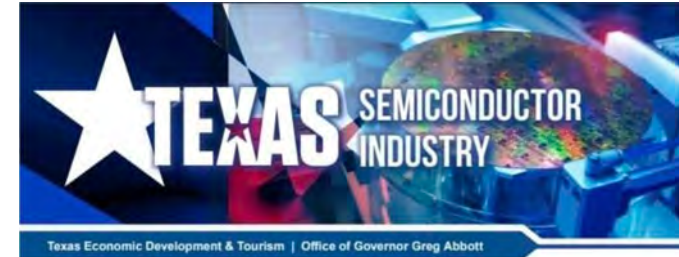 TEXAS SEMICONDUCTOR
INDUSTRY
Texas Economic Development & Tourism | Office of Governor Greg Abbott